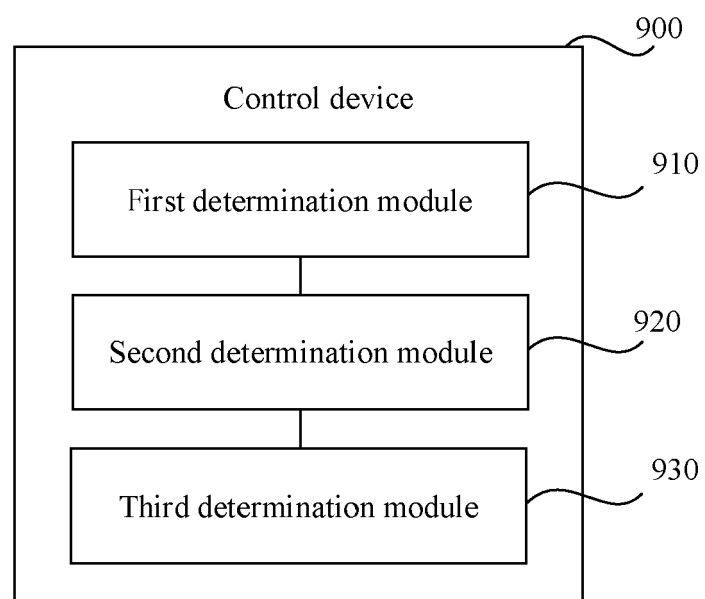 900
Control device
910
First determination module
920
Second determination module
930
Third determination module